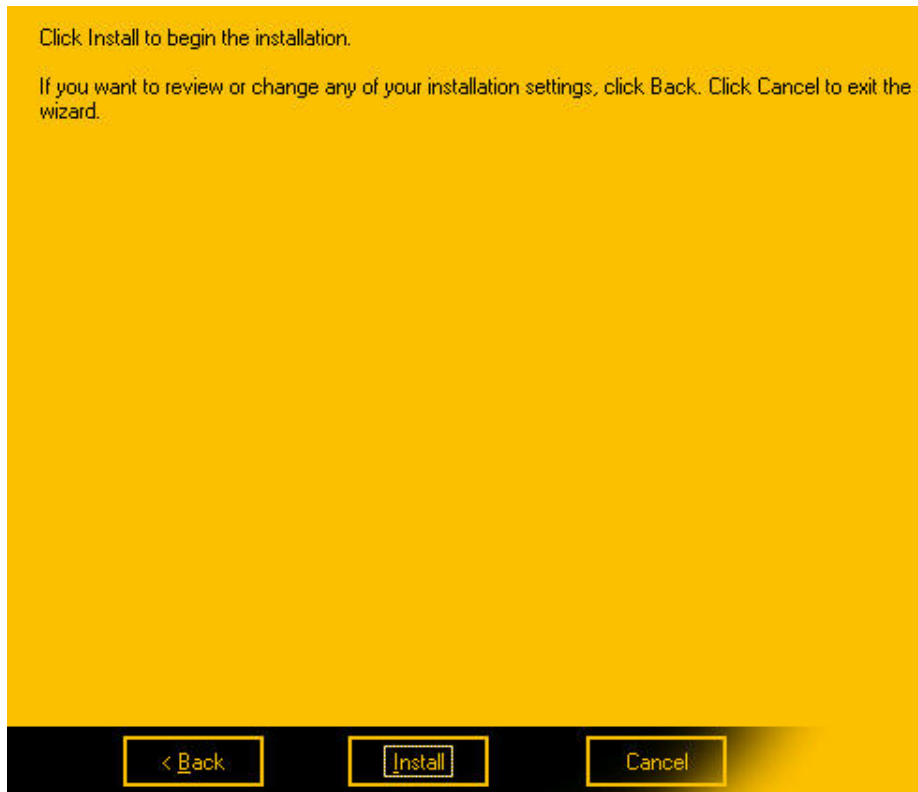 Click Install to begin the installation.
If you want to review or change any of your installation settings, click Back. Click Cancel to exit the
wizard.
< Back
Install
Cancel